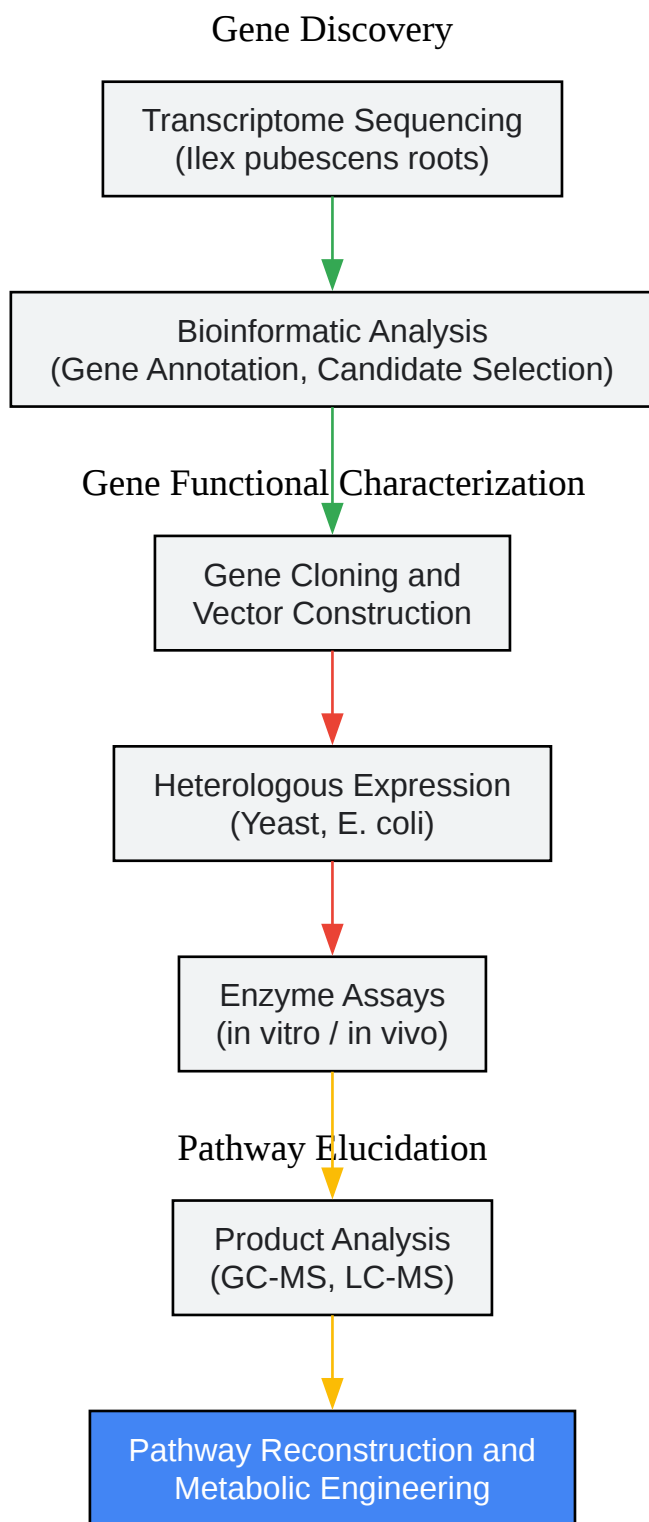 Gene Discovery
Transcriptome Sequencing
(Ilex pubescens roots)
Bioinformatic Analysis
(Gene Annotation, Candidate Selection)
Gene Functional Characterization
Gene Cloning and
Vector Construction
Heterologous Expression
(Yeast, E. coli)
Enzyme Assays
(in vitro / in vivo)
Pathway Elucidation
Product Analysis
(GC-MS, LC-MS)
Pathway Reconstruction and
Metabolic Engineering